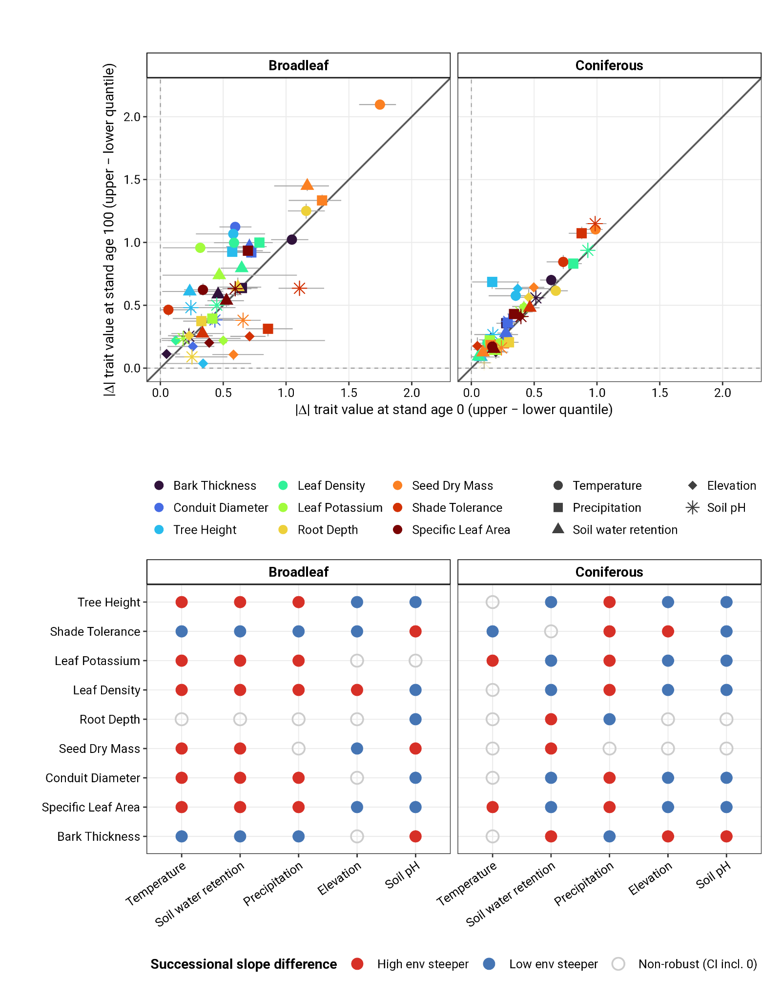 Broadleaf
Coniferous
|Δ| trait value at stand age 100 (upper − lower quantile)
2.0
1.5
1.0
0.5
0.0
0.0 0.5 1.0 1.5 2.0
0.0 0.5 1.0 1.5 2.0
|Δ| trait value at stand age 0 (upper − lower quantile)
Bark Thickness Leaf Density Seed Dry Mass Temperature Elevation
Conduit Diameter Leaf Potassium Shade Tolerance Precipitation Soil pH
Tree Height Root Depth Specific Leaf Area Soil water retention
Broadleaf
Coniferous
Tree Height
Shade Tolerance
Leaf Potassium
Leaf Density
Root Depth
Seed Dry Mass
Conduit Diameter
Specific Leaf Area
Bark Thickness
Temperature
Soil water retention
Precipitation
Elevation
Soil pH
Temperature
Soil water retention
Precipitation
Elevation
Soil pH
Successional slope difference High env steeper Low env steeper Non-robust (CI incl. 0)